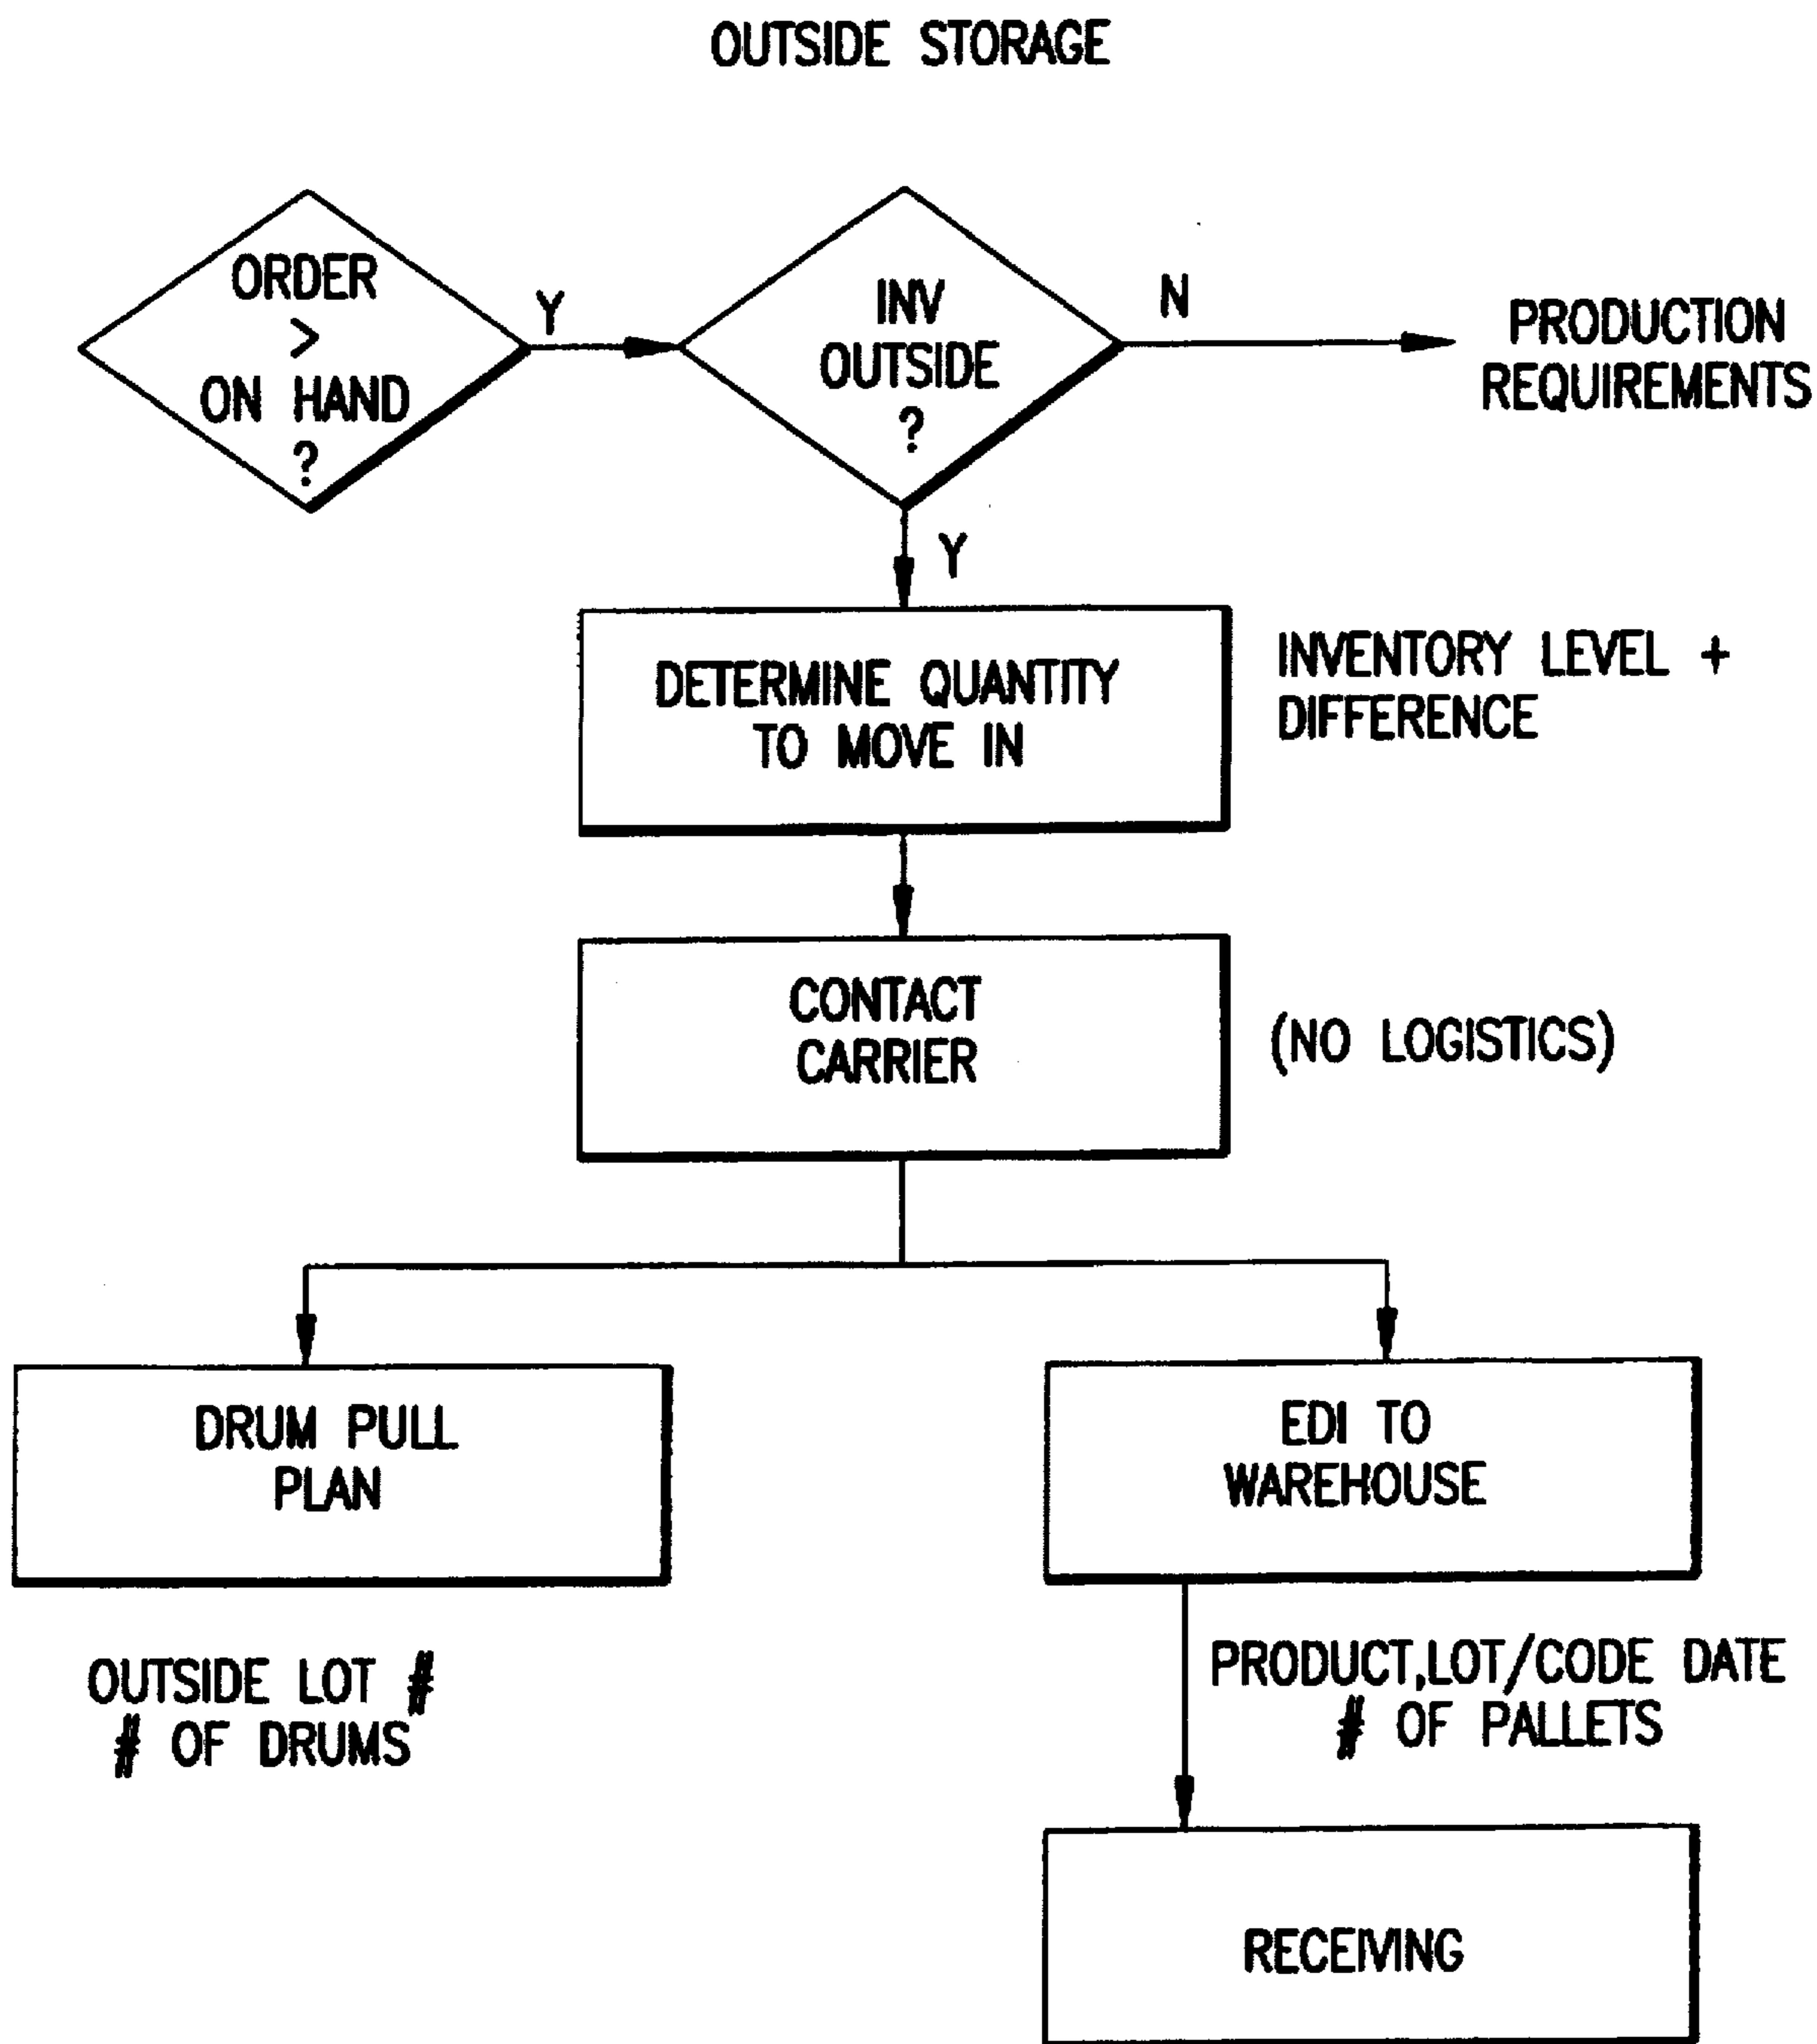 OUTSIDE STORAGE
ORDER
>
ON HAND
?
Y
INV
OUTSIDE
?
N
PRODUCTION
REQUIREMENTS
Y
DETERMINE QUANTITY
TO MOVE IN
INVENTORY LEVEL +
DIFFERENCE
CONTACT
CARRIER
(NO LOGISTICS)
DRUM PULL
PLAN
EDI TO
WAREHOUSE
OUTSIDE LOT #
# OF DRUMS
PRODUCT,LOT/CODE DATE
# OF PALLETS
RECEIVING